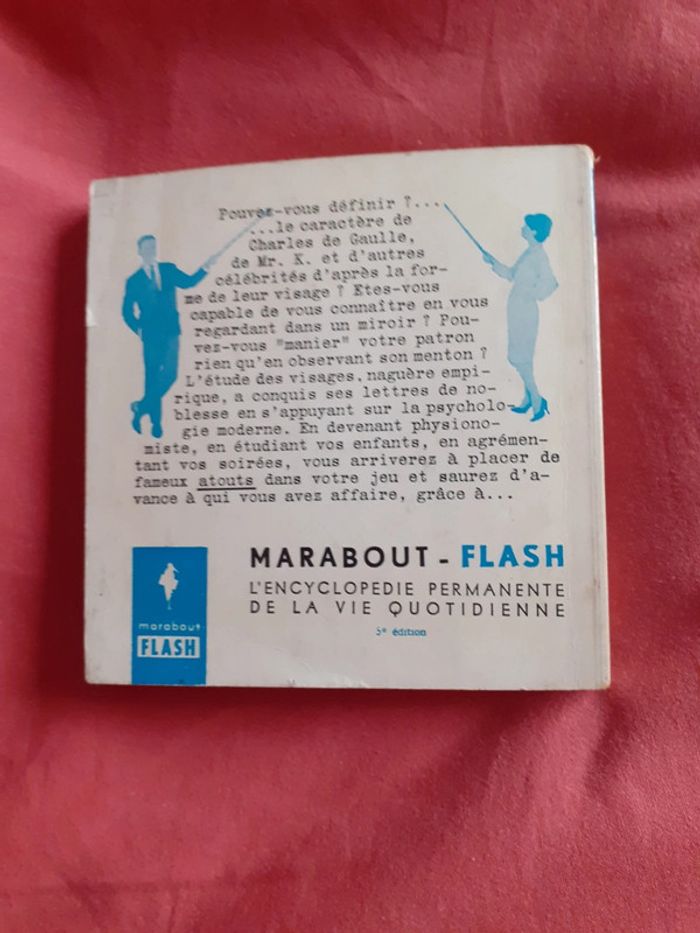 Pouvez-vous définir ?...
...le caractère de
Charles de Gaulle,
de Mr. K. et d'autres
célébrités d'après la for-
me de leur visage ? Etes-vous
capable de vous connaître en vous
regardant dans un miroir ? Pou-
vez-vous "manier" votre patron
rien qu'en observant son menton ?
L'étude des visages, naguère empi-
rique, a conquis ses lettres de no-
blesse en s'appuyant sur la psycholo-
gie moderne. En devenant physiono-
miste, en étudiant vos enfants, en agrémen-
tant vos soirées, vous arriverez à placer de
fameux atouts dans votre jeu et saurez d'a-
vance à qui vous avez affaire, grâce à...
MARABOUT - FLASH
L'ENCYCLOPEDIE PERMANENTE
DE LA VIE QUOTIDIENNE
5e édition
marabout
FLASH